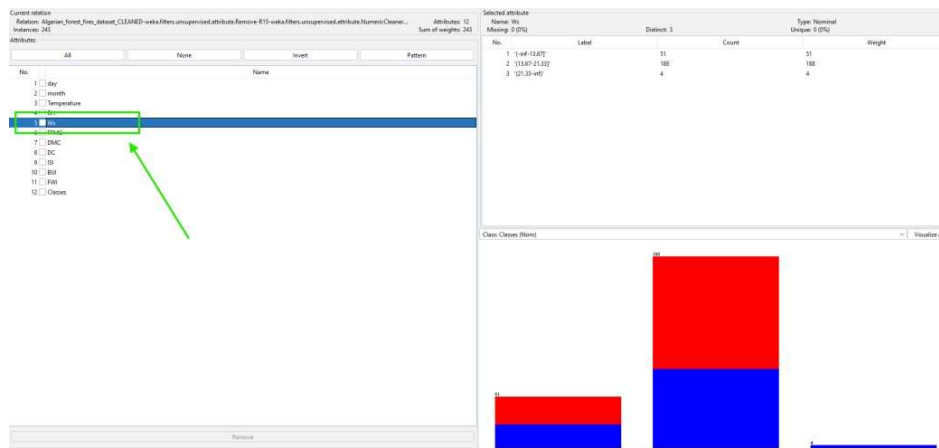 Current relation
Relation: Algerian_forest_fires_dataset_CLEANED-weka.filters.unsupervised.attribute.Remove-R15-weka.filters.unsupervised.attribute.NumericCleaner...
Attributes: 12
Instances: 243
Sum of weights: 243
Attributes
All None Invert Pattern
No. Name
1 day
2 month
3 Temperature
4 RH
5 Ws
6 FFMC
7 DMC
8 DC
9 ISI
10 BUI
11 FWI
12 Classes
Remove
Selected attribute
Name: Ws Type: Nominal
Missing: 0 (0%) Distinct: 3 Unique: 0 (0%)
No. Label Count Weight
1 '(-inf-13.67]' 51 51
2 '(13.67-21.33]' 188 188
3 '(21.33-inf)' 4 4
Class: Classes (Nom) Visualize
188
51
4